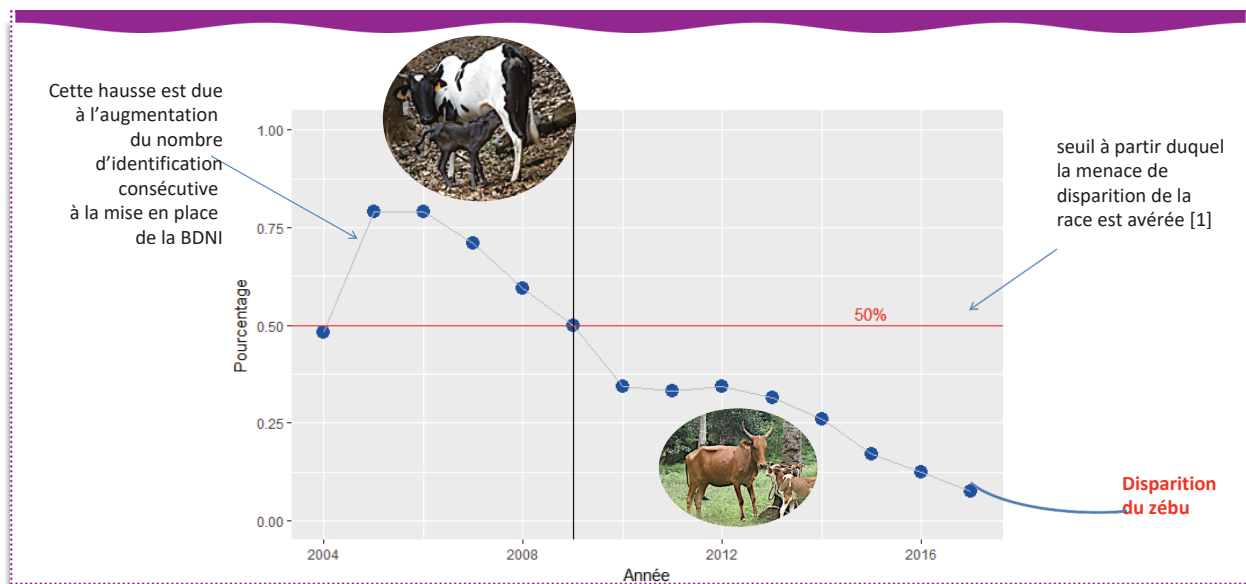 Cette hausse est due
à l’augmentation
du nombre
d’identification
consécutive
à la mise en place
de la BDNI
seuil à partir duquel
la menace de
disparition de la
race est avérée [1]
1.00
0.75
0.50
0.25
0.00
Pourcentage
50%
Disparition
du zébu
2004
2008
2012
2016
Année